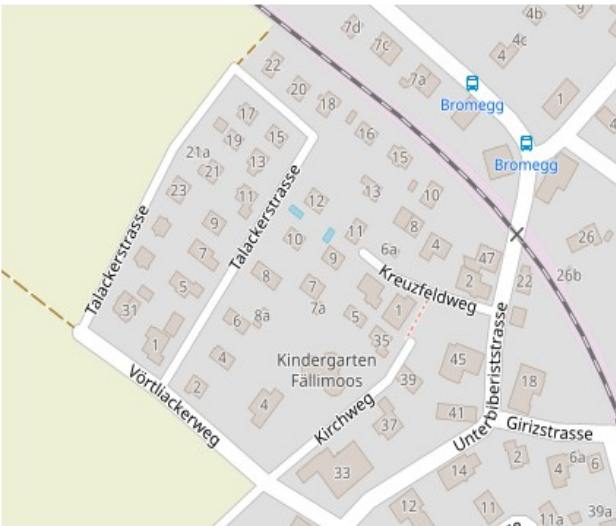 7d
4b
9
7c
4c
4
7a
22
20
18
Bromegg
1
4
17
16
15
19
Bromegg
21a
13
15
21
23
11
13
10
12
9
8
11
10
4
26
7
6a
9
47
Talackerstrasse
Talackerstrasse
8
2
22
26b
5
7
Kreuzfeldweg
31
7a
1
6
8a
5
1
35
4
Kindergarten
Fällimoos
45
Unterbiberiststrasse
2
39
18
Vörtliackerweg
4
Kirchweg
41
37
Girizstrasse
33
14
2
6a
4
6
12
11
11a
39a